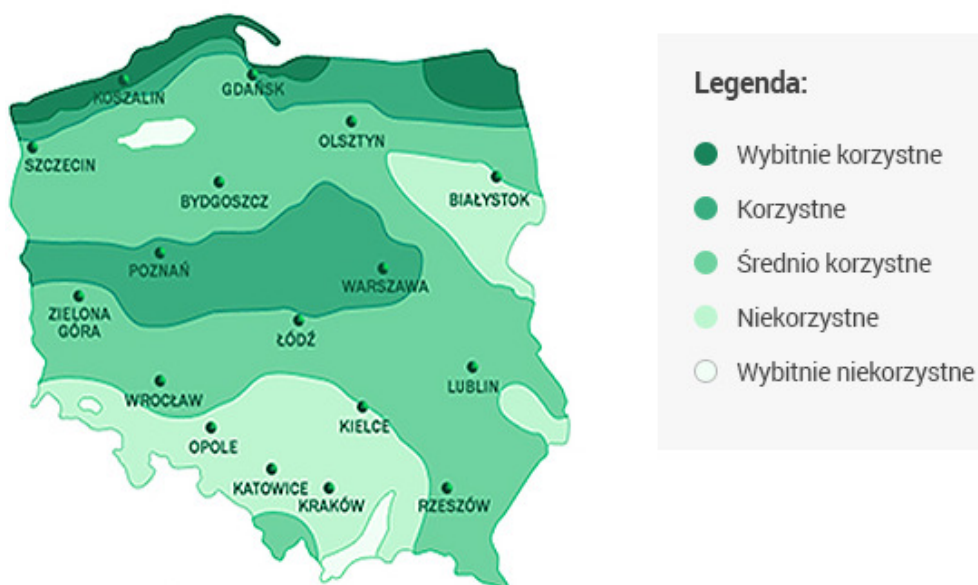 KOSZALIN
GDAŃSK
OLSZTYN
SZCZECIN
BYDGOSZCZ
BIAŁYSTOK
POZNAŃ
WARSZAWA
ZIELONA
GÓRA
ŁÓDŹ
WROCŁAW
LUBLIN
KIELCE
OPOLE
KATOWICE
KRAKÓW
RZESZÓW
Legenda:
Wybitnie korzystne
Korzystne
Średnio korzystne
Niekorzystne
Wybitnie niekorzystne